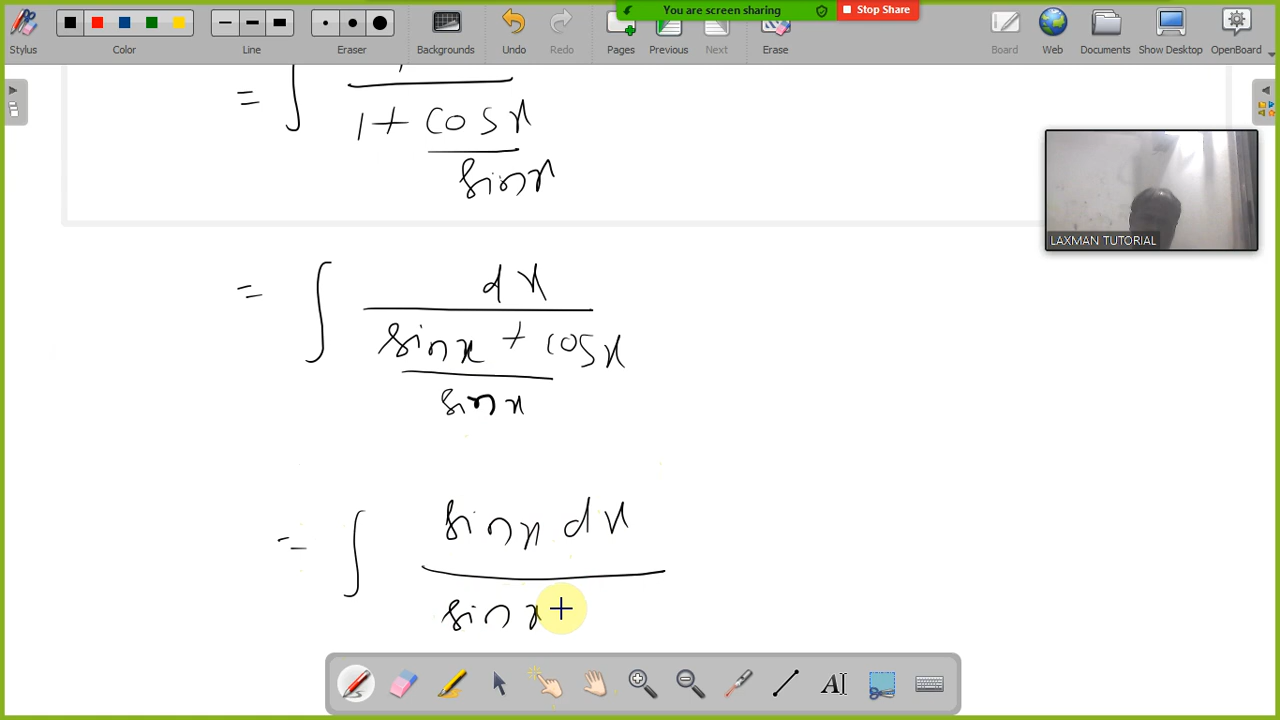 You are screen sharing Stop Share
Stylus Color Line Eraser Backgrounds Undo Redo Pages Previous Next Erase Board Web Documents Show Desktop OpenBoard
= ∫
1 + cos x
sin x
LAXMAN TUTORIAL
= ∫ dx
sin x + cos x
sin x
= ∫ sin x dx
sin x +